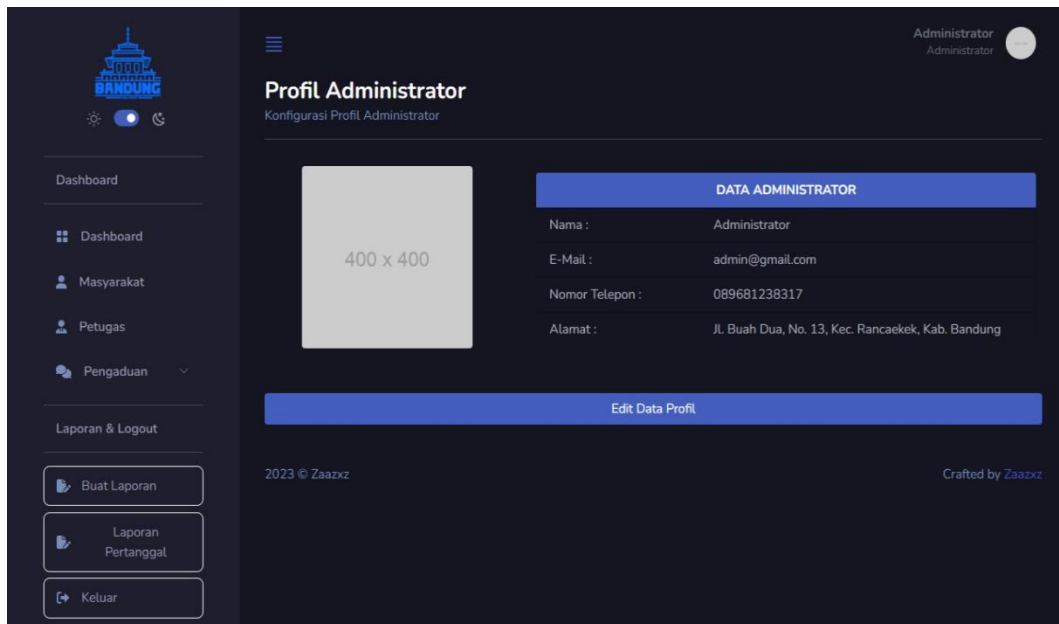 BANDUNG
Dashboard
Dashboard
Masyarakat
Petugas
Pengaduan
Laporan & Logout
Buat Laporan
Laporan
Pertanggal
Keluar
Administrator
Administrator
Profil Administrator
Konfigurasi Profil Administrator
400 x 400
DATA ADMINISTRATOR
Nama : Administrator
E-Mail : admin@gmail.com
Nomor Telepon : 089681238317
Alamat : Jl. Buah Dua, No. 13, Kec. Rancaekek, Kab. Bandung
Edit Data Profil
2023 © Zaazxz
Crafted by Zaazxz